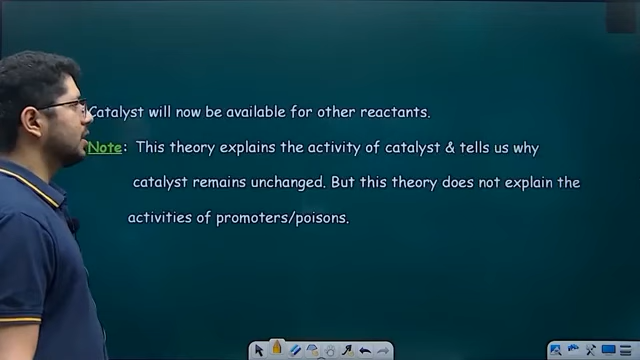 Catalyst will now be available for other reactants.
Note: This theory explains the activity of catalyst & tells us why
catalyst remains unchanged. But this theory does not explain the
activities of promoters/poisons.